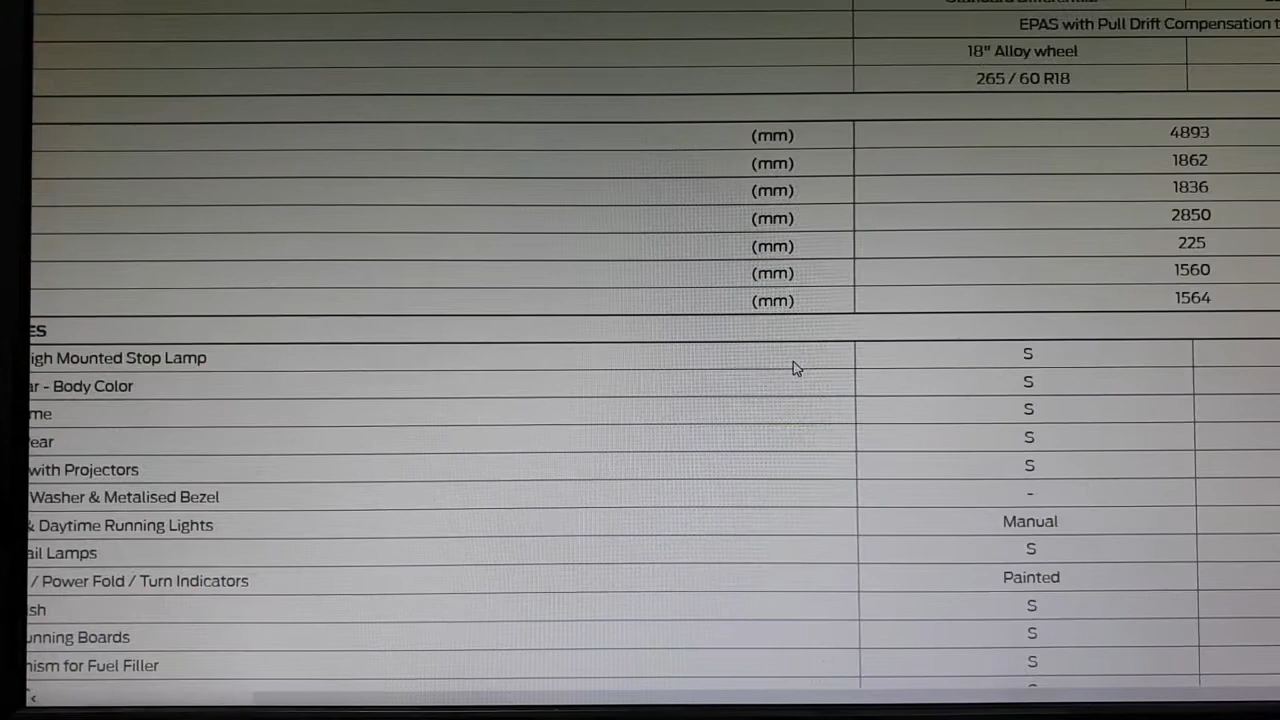 EPAS with Pull Drift Compensation t
18" Alloy wheel
265 / 60 R18
(mm) 4893
(mm) 1862
(mm) 1836
(mm) 2850
(mm) 225
(mm) 1560
(mm) 1564
ES
igh Mounted Stop Lamp S
ar - Body Color S
me S
ear S
with Projectors S
Washer & Metalised Bezel -
& Daytime Running Lights Manual
ail Lamps S
/ Power Fold / Turn Indicators Painted
sh S
unning Boards S
nism for Fuel Filler S